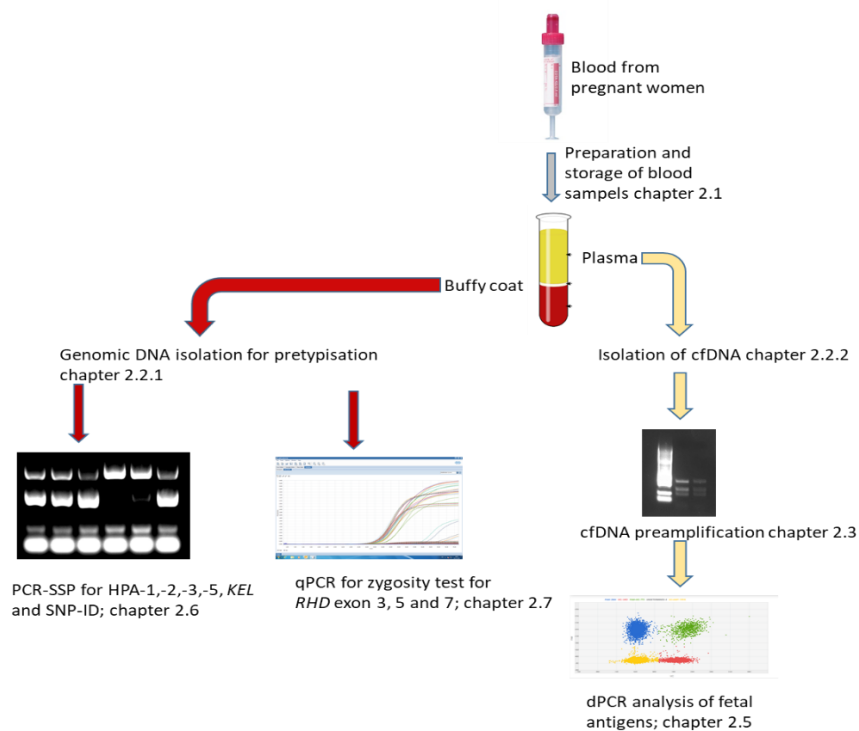 Blood from
pregnant women
Preparation and
storage of blood
sampels chapter 2.1
Plasma
Buffy coat
Genomic DNA isolation for pretypisation
chapter 2.2.1
Isolation of cfDNA chapter 2.2.2
cfDNA preamplification chapter 2.3
PCR-SSP for HPA-1,-2,-3,-5, KEL
and SNP-ID; chapter 2.6
qPCR for zygosity test for
RHD exon 3, 5 and 7; chapter 2.7
dPCR analysis of fetal
antigens; chapter 2.5